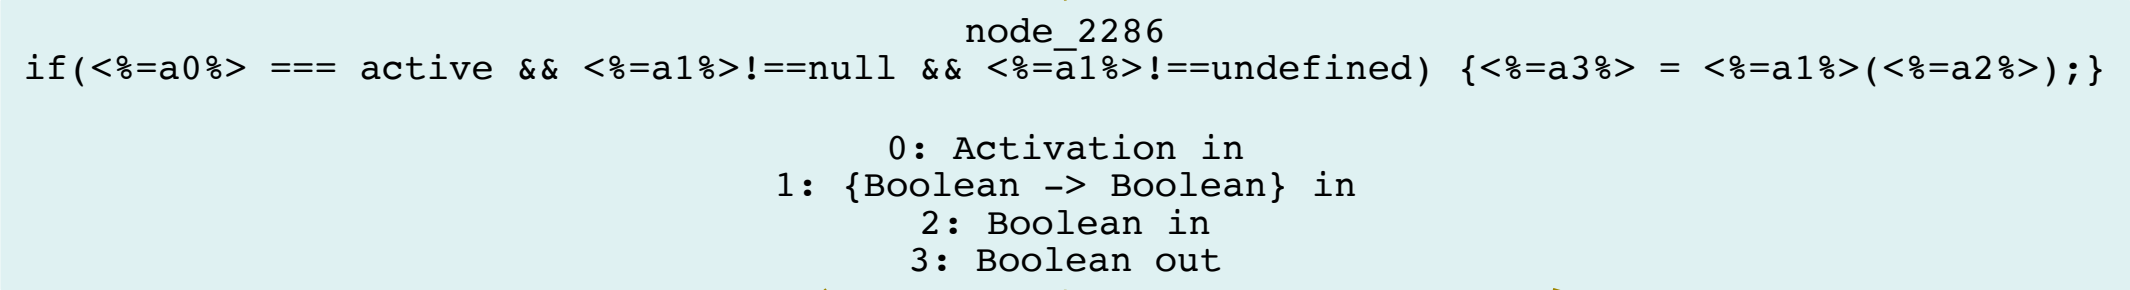 node_2286
if(<%=a0%> === active && <%=a1%>!==null && <%=a1%>!==undefined) {<%=a3%> = <%=a1%>(<%=a2%>);}
0: Activation in
1: {Boolean -> Boolean} in
2: Boolean in
3: Boolean out